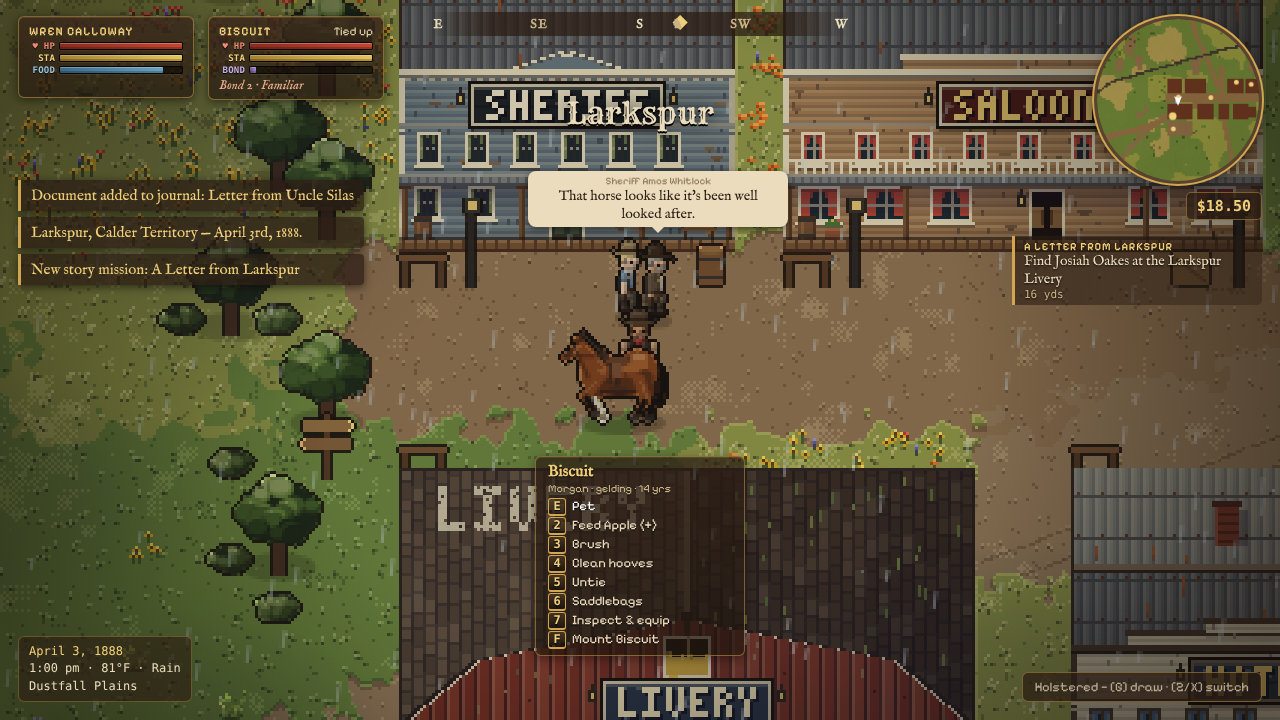 WREN CALLOWAY
♥ HP
STA
FOOD
BISCUIT Tied up
♥ HP
STA
BOND
Bond 2 · Familiar
E SE S SW W
SHERIFF
Larkspur
SALOON
Document added to journal: Letter from Uncle Silas
Larkspur, Calder Territory — April 3rd, 1888.
New story mission: A Letter from Larkspur
Sheriff Amos Whitlock
That horse looks like it's been well
looked after.
$18.50
A LETTER FROM LARKSPUR
Find Josiah Oakes at the Larkspur
Livery
16 yds
Biscuit
Morgan · gelding · 14 yrs
E Pet
2 Feed Apple (+)
3 Brush
4 Clean hooves
5 Untie
6 Saddlebags
7 Inspect & equip
F Mount Biscuit
LIVERY
April 3, 1888
1:00 pm · 81°F · Rain
Dustfall Plains
Holstered - (G) draw · (Z/X) switch